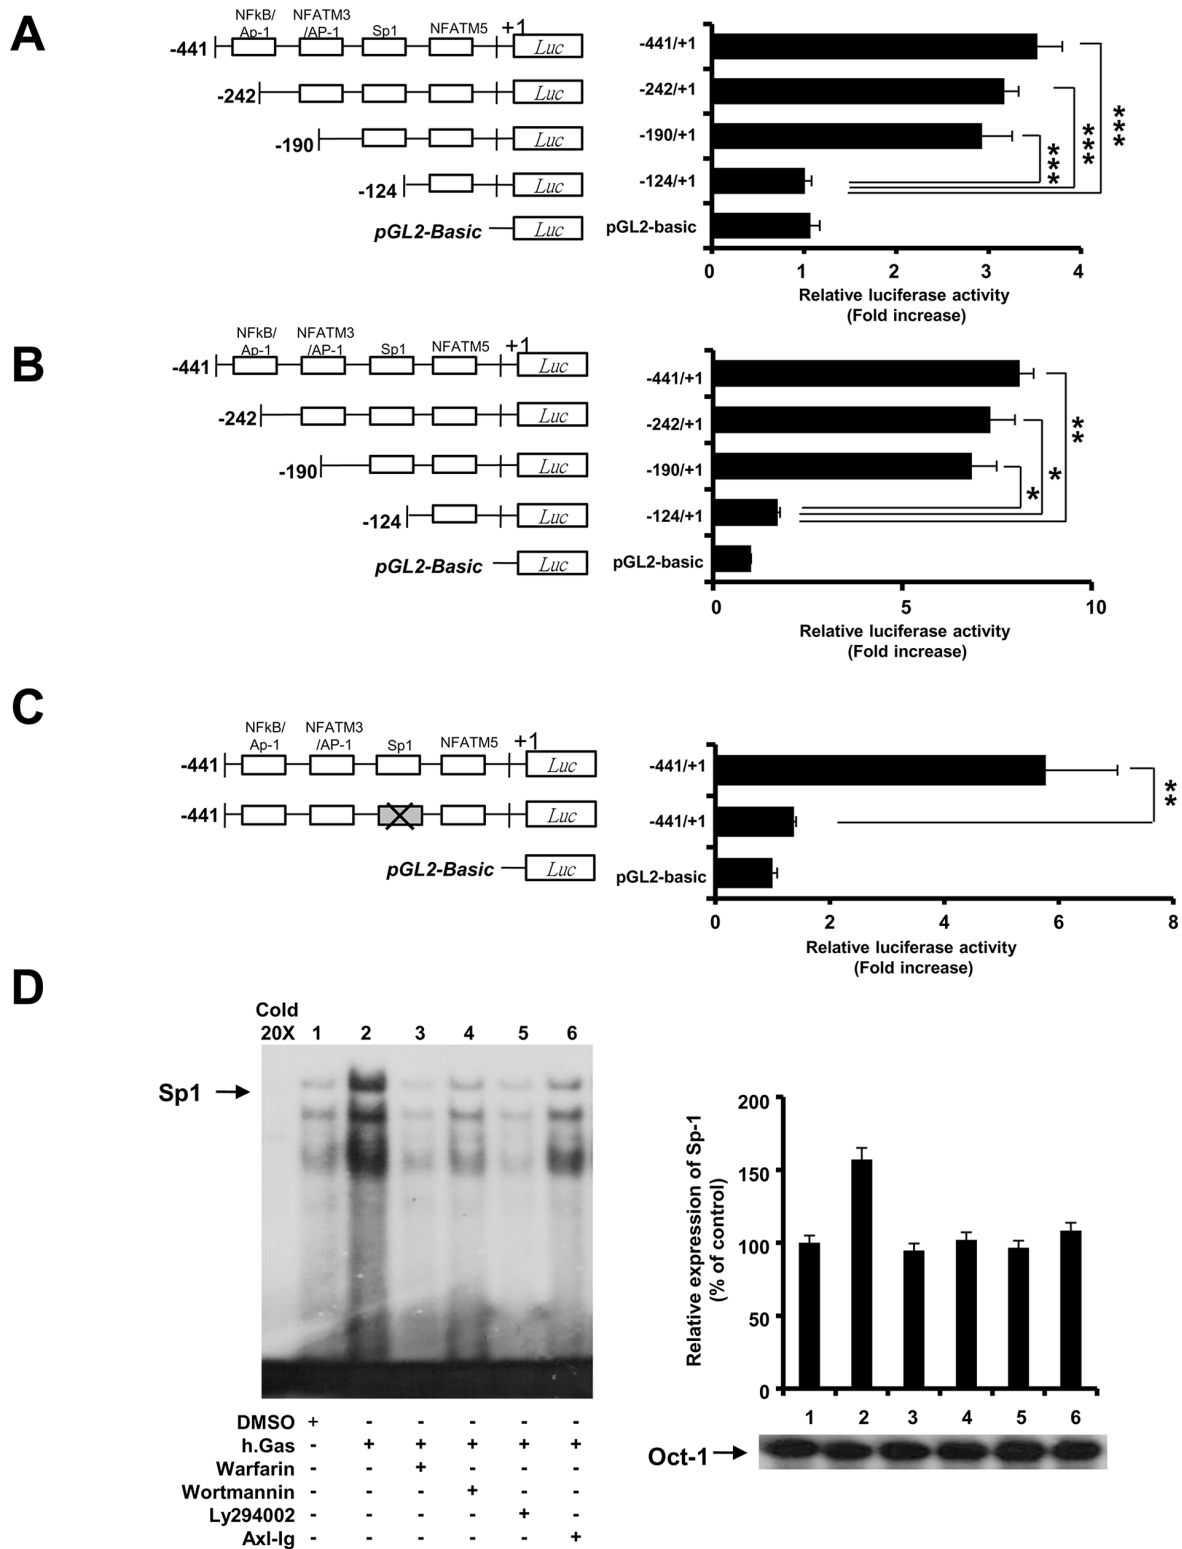 A
NFkB/
Ap-1
NFATM3
/AP-1
Sp1
NFATM5
+1
-441
Luc
-242
Luc
-190
Luc
-124
Luc
pGL2-Basic
Luc
-441/+1
-242/+1
-190/+1
-124/+1
pGL2-basic
***
***
***
0 1 2 3 4
Relative luciferase activity
(Fold increase)
B
NFkB/
Ap-1
NFATM3
/AP-1
Sp1
NFATM5
+1
-441
Luc
-242
Luc
-190
Luc
-124
Luc
pGL2-Basic
Luc
-441/+1
-242/+1
-190/+1
-124/+1
pGL2-basic
*
*
**
0 5 10
Relative luciferase activity
(Fold increase)
C
NFkB/
Ap-1
NFATM3
/AP-1
Sp1
NFATM5
+1
-441
Luc
-441
Luc
pGL2-Basic
Luc
-441/+1
-441/+1
pGL2-basic
**
0 2 4 6 8
Relative luciferase activity
(Fold increase)
D
Cold
20X 1 2 3 4 5 6
Sp1
DMSO + - - - - -
h.Gas - + + + + +
Warfarin - - + - - -
Wortmannin - - - + - -
Ly294002 - - - - + -
Axl-Ig - - - - - +
Relative expression of Sp-1
(% of control)
200
150
100
50
0
1 2 3 4 5 6
Oct-1